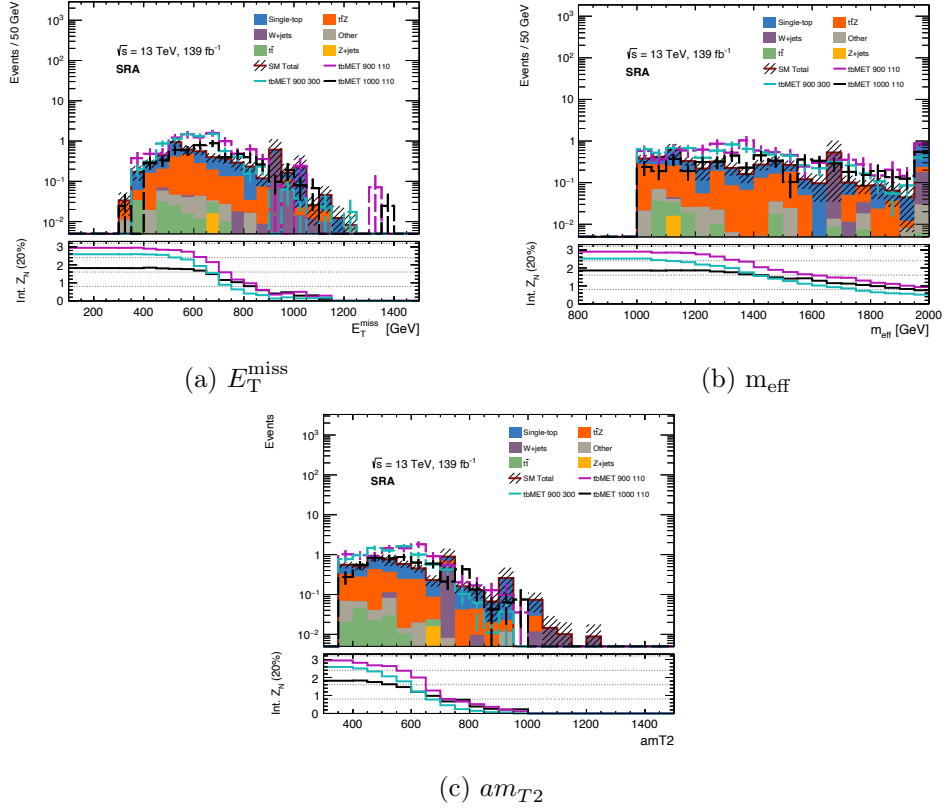 Events / 50 GeV
10³
10²
10
1
10⁻¹
10⁻²
√s = 13 TeV, 139 fb⁻¹
SRA
Single-top
tt̄Z
W+jets
Other
tt̄
Z+jets
SM Total
tbMET 900 110
tbMET 900 300
tbMET 1000 110
Int. Z_N (20%)
3
2
1
0
200 400 600 800 1000 1200 1400
E_T^miss [GeV]
(a) E_T^miss
Events / 50 GeV
10³
10²
10
1
10⁻¹
10⁻²
√s = 13 TeV, 139 fb⁻¹
SRA
Single-top
tt̄Z
W+jets
Other
tt̄
Z+jets
SM Total
tbMET 900 110
tbMET 900 300
tbMET 1000 110
Int. Z_N (20%)
3
2
1
0
800 1000 1200 1400 1600 1800 2000
m_eff [GeV]
(b) m_eff
Events
10³
10²
10
1
10⁻¹
10⁻²
√s = 13 TeV, 139 fb⁻¹
SRA
Single-top
tt̄Z
W+jets
Other
tt̄
Z+jets
SM Total
tbMET 900 110
tbMET 900 300
tbMET 1000 110
Int. Z_N (20%)
3
2
1
0
400 600 800 1000 1200 1400
amT2
(c) am_T2